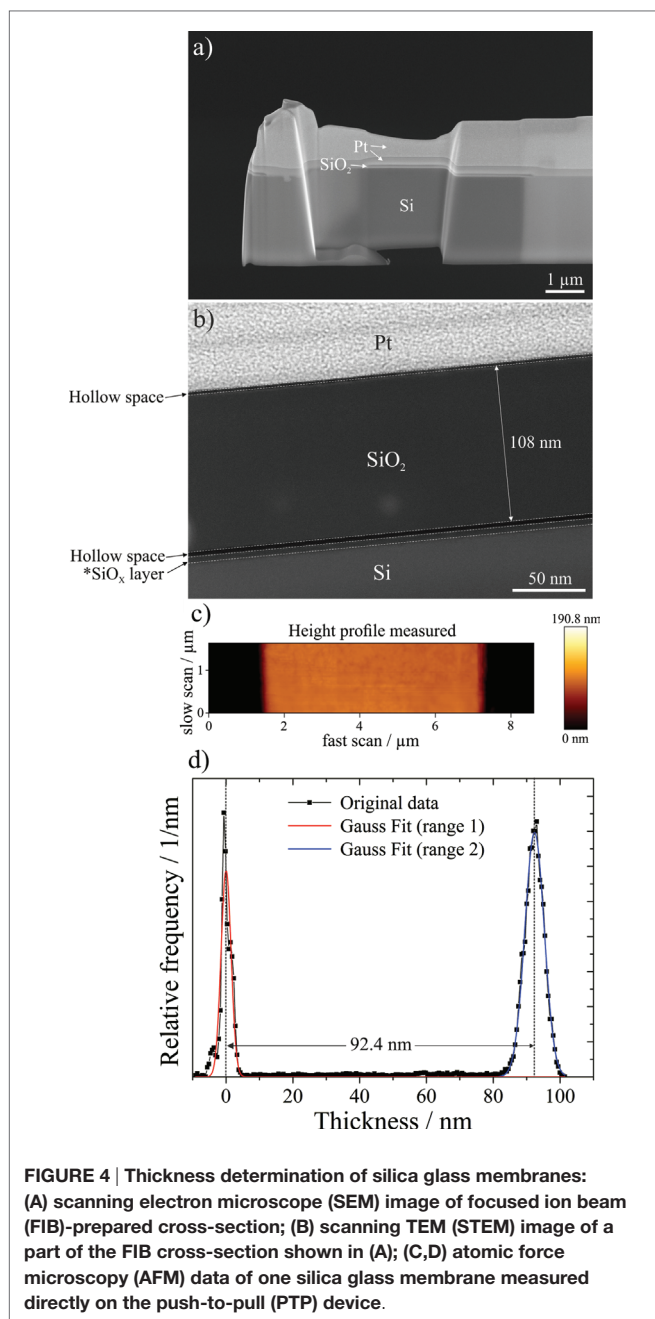 a)
Pt
SiO₂
Si
1 µm
b)
Pt
Hollow space
108 nm
SiO₂
Hollow space
*SiOₓ layer
Si
50 nm
c)
Height profile measured
190.8 nm
slow scan / µm
1
0
0 2 4 6 8
fast scan / µm
0 nm
d)
Original data
Gauss Fit (range 1)
Gauss Fit (range 2)
Relative frequency / 1/nm
92.4 nm
0 20 40 60 80 100
Thickness / nm
FIGURE 4 | Thickness determination of silica glass membranes:
(A) scanning electron microscope (SEM) image of focused ion beam
(FIB)-prepared cross-section; (B) scanning TEM (STEM) image of a
part of the FIB cross-section shown in (A); (C,D) atomic force
microscopy (AFM) data of one silica glass membrane measured
directly on the push-to-pull (PTP) device.